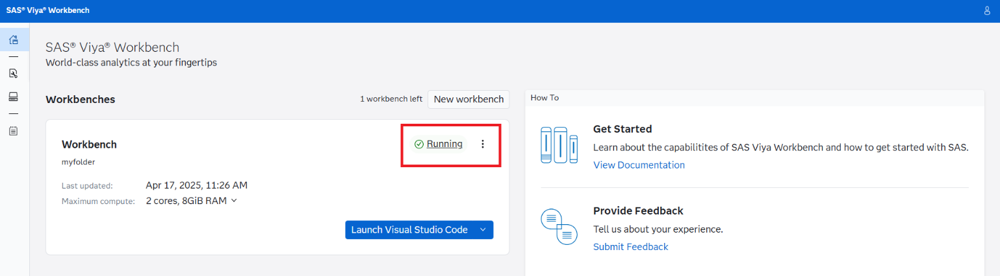 SAS® Viya® Workbench
SAS® Viya® Workbench
World-class analytics at your fingertips
Workbenches
1 workbench left
New workbench
Workbench
Running
myfolder
Last updated: Apr 17, 2025, 11:26 AM
Maximum compute: 2 cores, 8GiB RAM
Launch Visual Studio Code
How To
Get Started
Learn about the capabilitites of SAS Viya Workbench and how to get started with SAS.
View Documentation
Provide Feedback
Tell us about your experience.
Submit Feedback